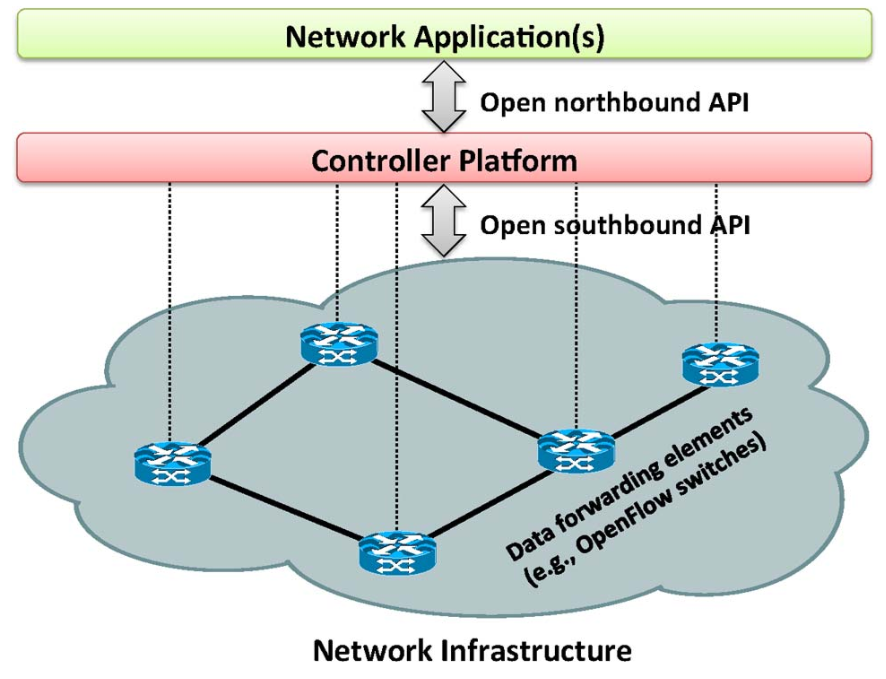 Network Application(s)
Open northbound API
Controller Platform
Open southbound API
Data forwarding elements
(e.g., OpenFlow switches)
Network Infrastructure